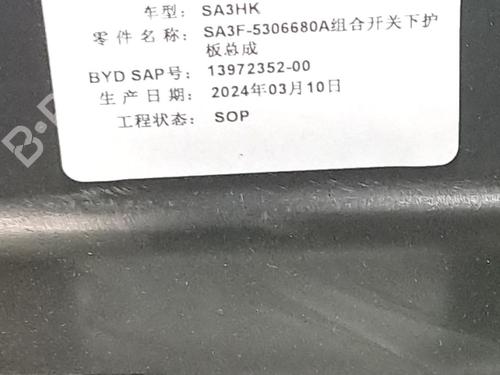 车型: SA3HK
零件名称: SA3F-5306680A组合开关下护
板总成
BYD SAP号: 13972352-00
生产日期: 2024年03月10日
工程状态: SOP